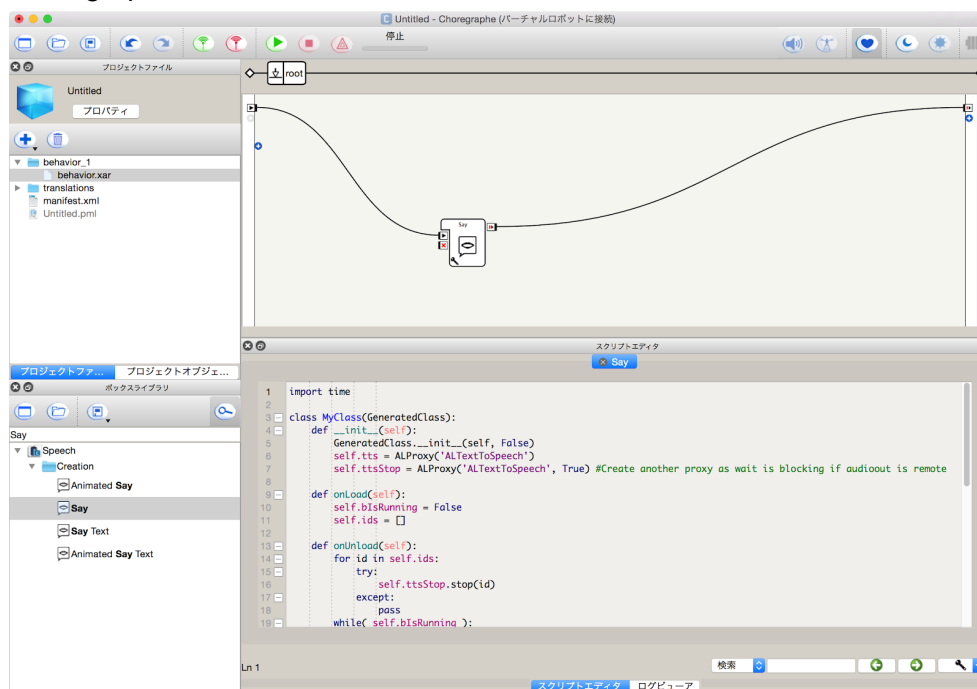 Untitled - Choregraphe (バーチャルロボットに接続)
停止
プロジェクトファイル
Untitled
プロパティ
behavior_1
behavior.xar
translations
manifest.xml
Untitled.pml
プロジェクトファ... プロジェクトオブジェ...
ボックスライブラリ
Say
Speech
Creation
Animated Say
Say
Say Text
Animated Say Text
root
Say
スクリプトエディタ
Say
1 import time
2
3 class MyClass(GeneratedClass):
4 def __init__(self):
5 GeneratedClass.__init__(self, False)
6 self.tts = ALProxy('ALTextToSpeech')
7 self.ttsStop = ALProxy('ALTextToSpeech', True) #Create another proxy as wait is blocking if audioout is remote
8
9 def onLoad(self):
10 self.bIsRunning = False
11 self.ids = []
12
13 def onUnload(self):
14 for id in self.ids:
15 try:
16 self.ttsStop.stop(id)
17 except:
18 pass
19 while( self.bIsRunning ):
Ln 1
検索
スクリプトエディタ ログビューア